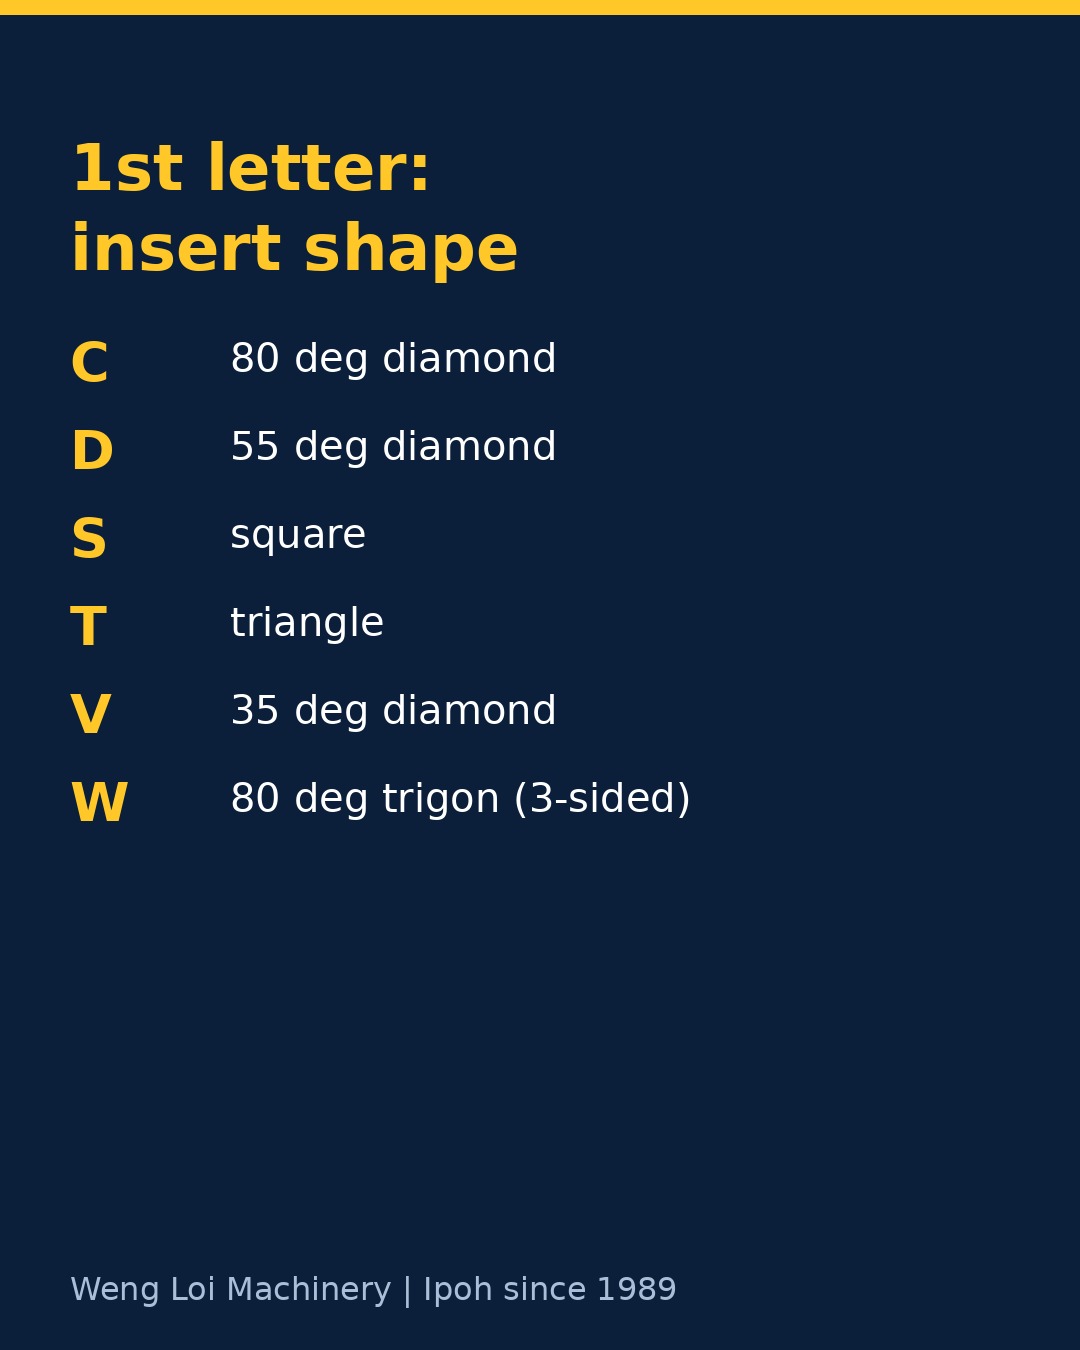 1st letter:
insert shape
C 80 deg diamond
D 55 deg diamond
S square
T triangle
V 35 deg diamond
W 80 deg trigon (3-sided)
Weng Loi Machinery | Ipoh since 1989